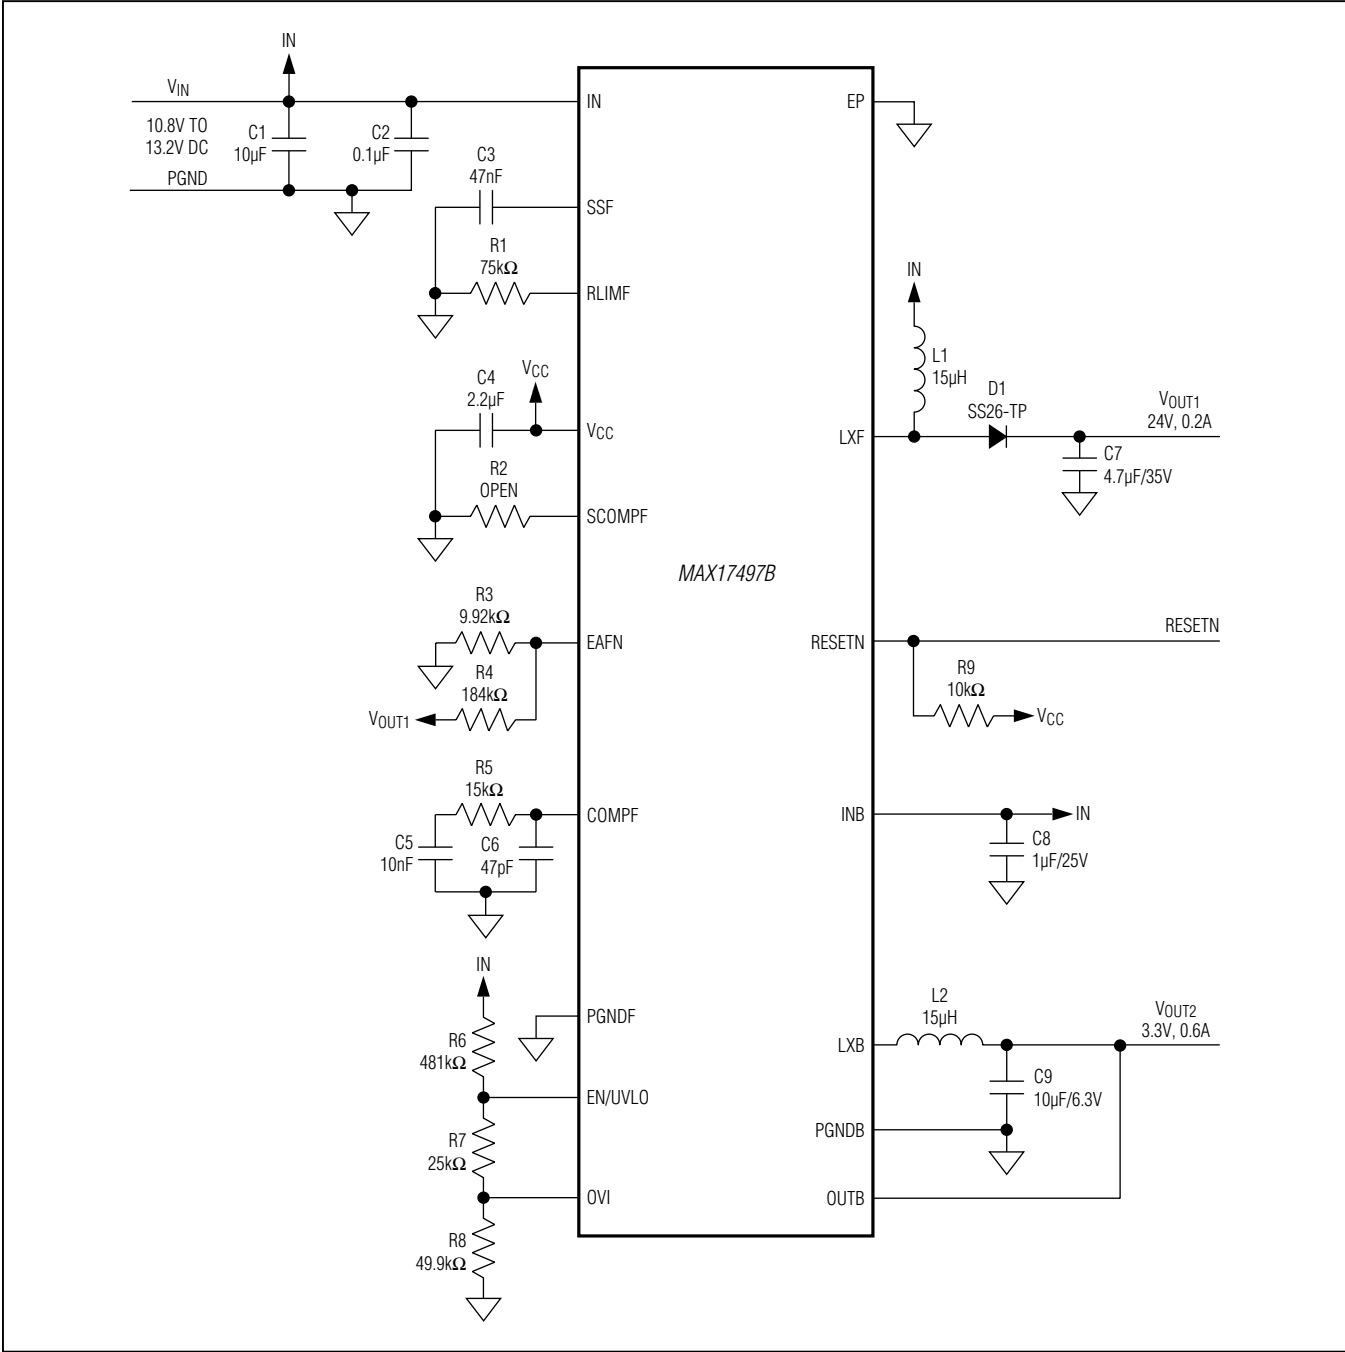 IN
VIN
10.8V TO
13.2V DC
PGND
C1
10µF
C2
0.1µF
IN
EP
C3
47nF
SSF
R1
75kΩ
RLIMF
C4
2.2µF
VCC
VCC
R2
OPEN
SCOMPF
IN
L1
15µH
D1
SS26-TP
LXF
VOUT1
24V, 0.2A
C7
4.7µF/35V
MAX17497B
R3
9.92kΩ
EAFN
R4
184kΩ
VOUT1
RESETN
RESETN
R9
10kΩ
VCC
R5
15kΩ
COMPF
C5
10nF
C6
47pF
INB
IN
C8
1µF/25V
IN
PGNDF
R6
481kΩ
EN/UVLO
R7
25kΩ
OVI
R8
49.9kΩ
L2
15µH
LXB
VOUT2
3.3V, 0.6A
C9
10µF/6.3V
PGNDB
OUTB